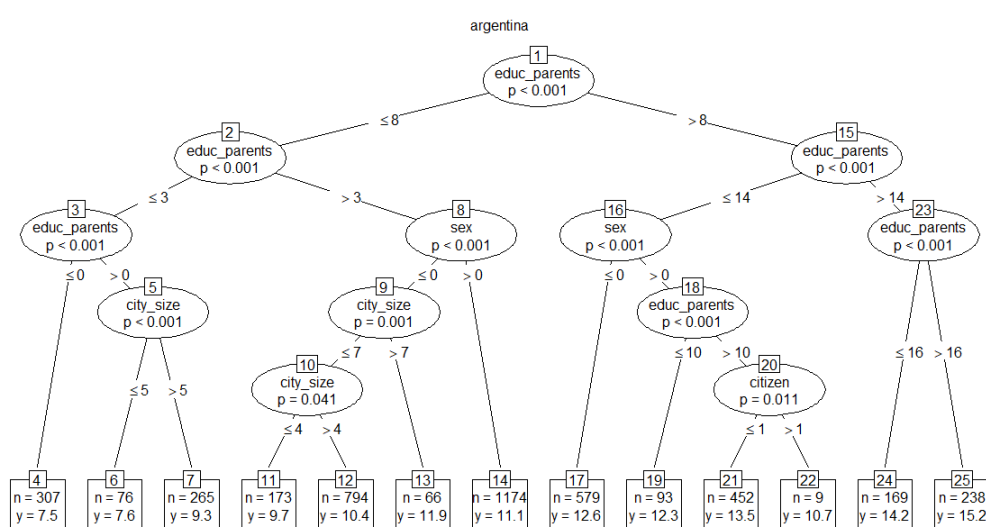 argentina
1
educ_parents
p < 0.001
≤ 8
> 8
2
educ_parents
p < 0.001
15
educ_parents
p < 0.001
≤ 3
> 3
≤ 14
> 14
3
educ_parents
p < 0.001
8
sex
p < 0.001
16
sex
p < 0.001
23
educ_parents
p < 0.001
≤ 0
> 0
≤ 0
> 0
≤ 0
> 0
5
city_size
p < 0.001
9
city_size
p = 0.001
18
educ_parents
p < 0.001
≤ 7
> 7
≤ 10
> 10
≤ 16
> 16
10
city_size
p = 0.041
20
citizen
p = 0.011
≤ 5
> 5
≤ 4
> 4
≤ 1
> 1
4
n = 307
y = 7.5
6
n = 76
y = 7.6
7
n = 265
y = 9.3
11
n = 173
y = 9.7
12
n = 794
y = 10.4
13
n = 66
y = 11.9
14
n = 1174
y = 11.1
17
n = 579
y = 12.6
19
n = 93
y = 12.3
21
n = 452
y = 13.5
22
n = 9
y = 10.7
24
n = 169
y = 14.2
25
n = 238
y = 15.2